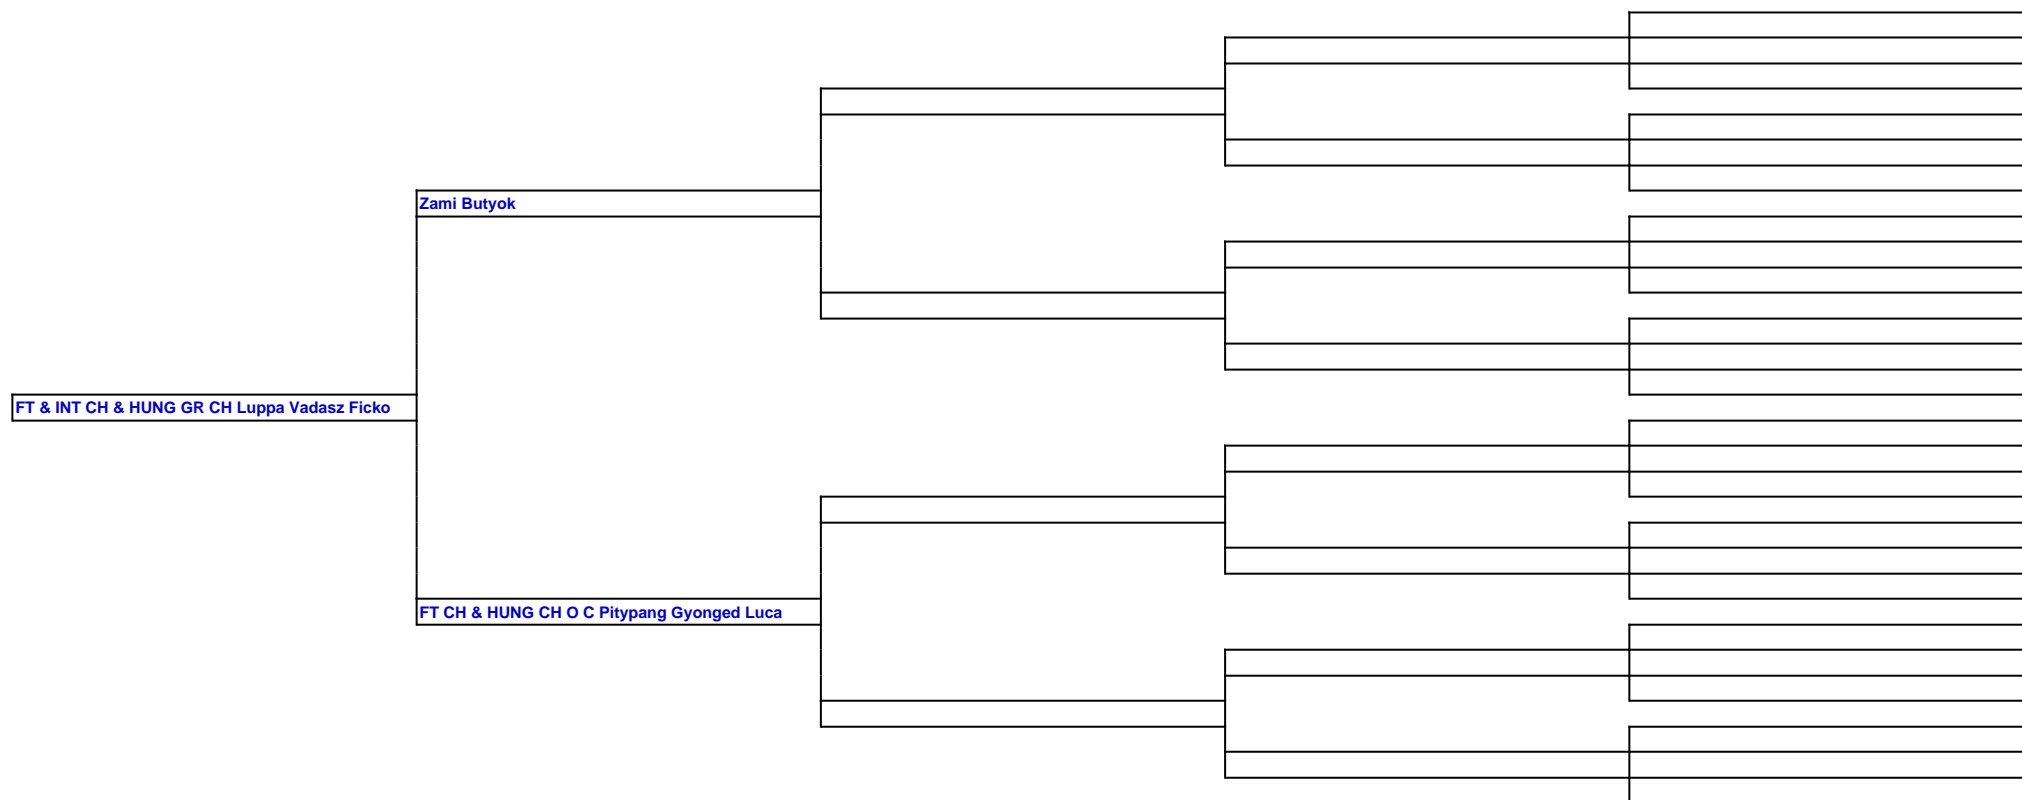 Zami Butyok
FT & INT CH & HUNG GR CH Luppa Vadasz Ficko
FT CH & HUNG CH O C Pitypang Gyonged Luca